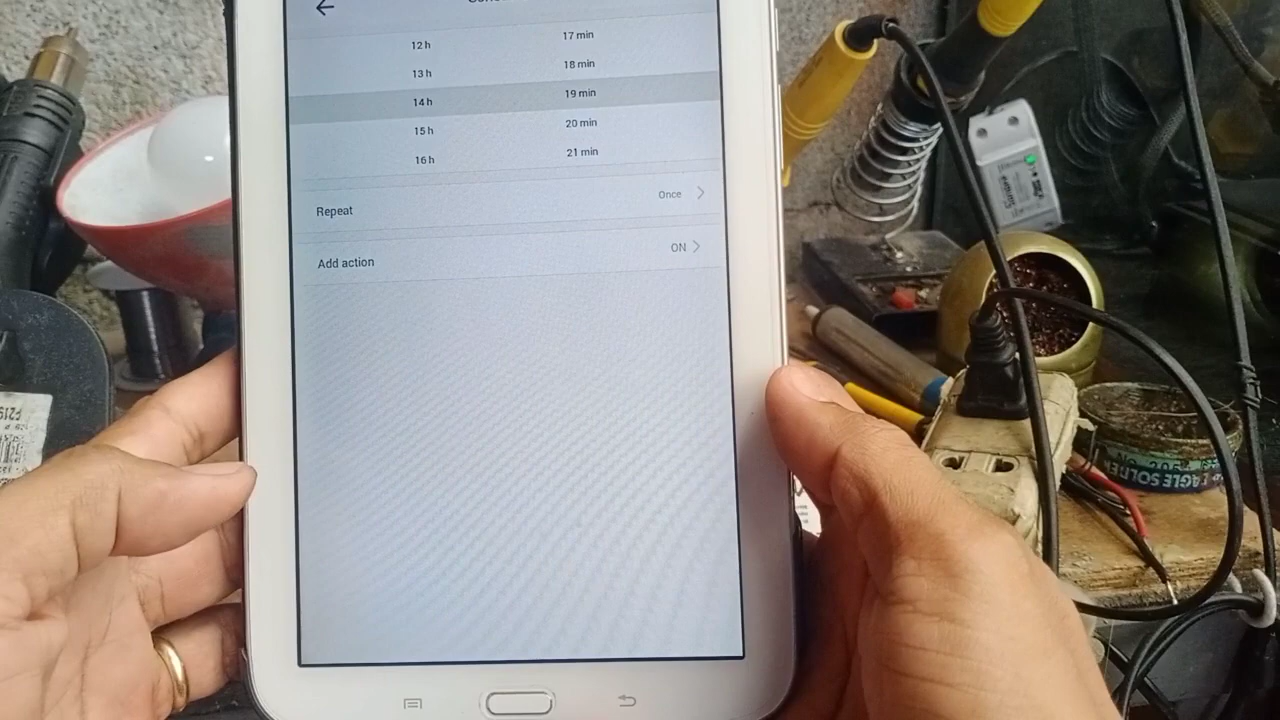 12 h 17 min
13 h 18 min
14 h 19 min
15 h 20 min
16 h 21 min
Repeat Once
Add action ON
EAGLE SOLDER